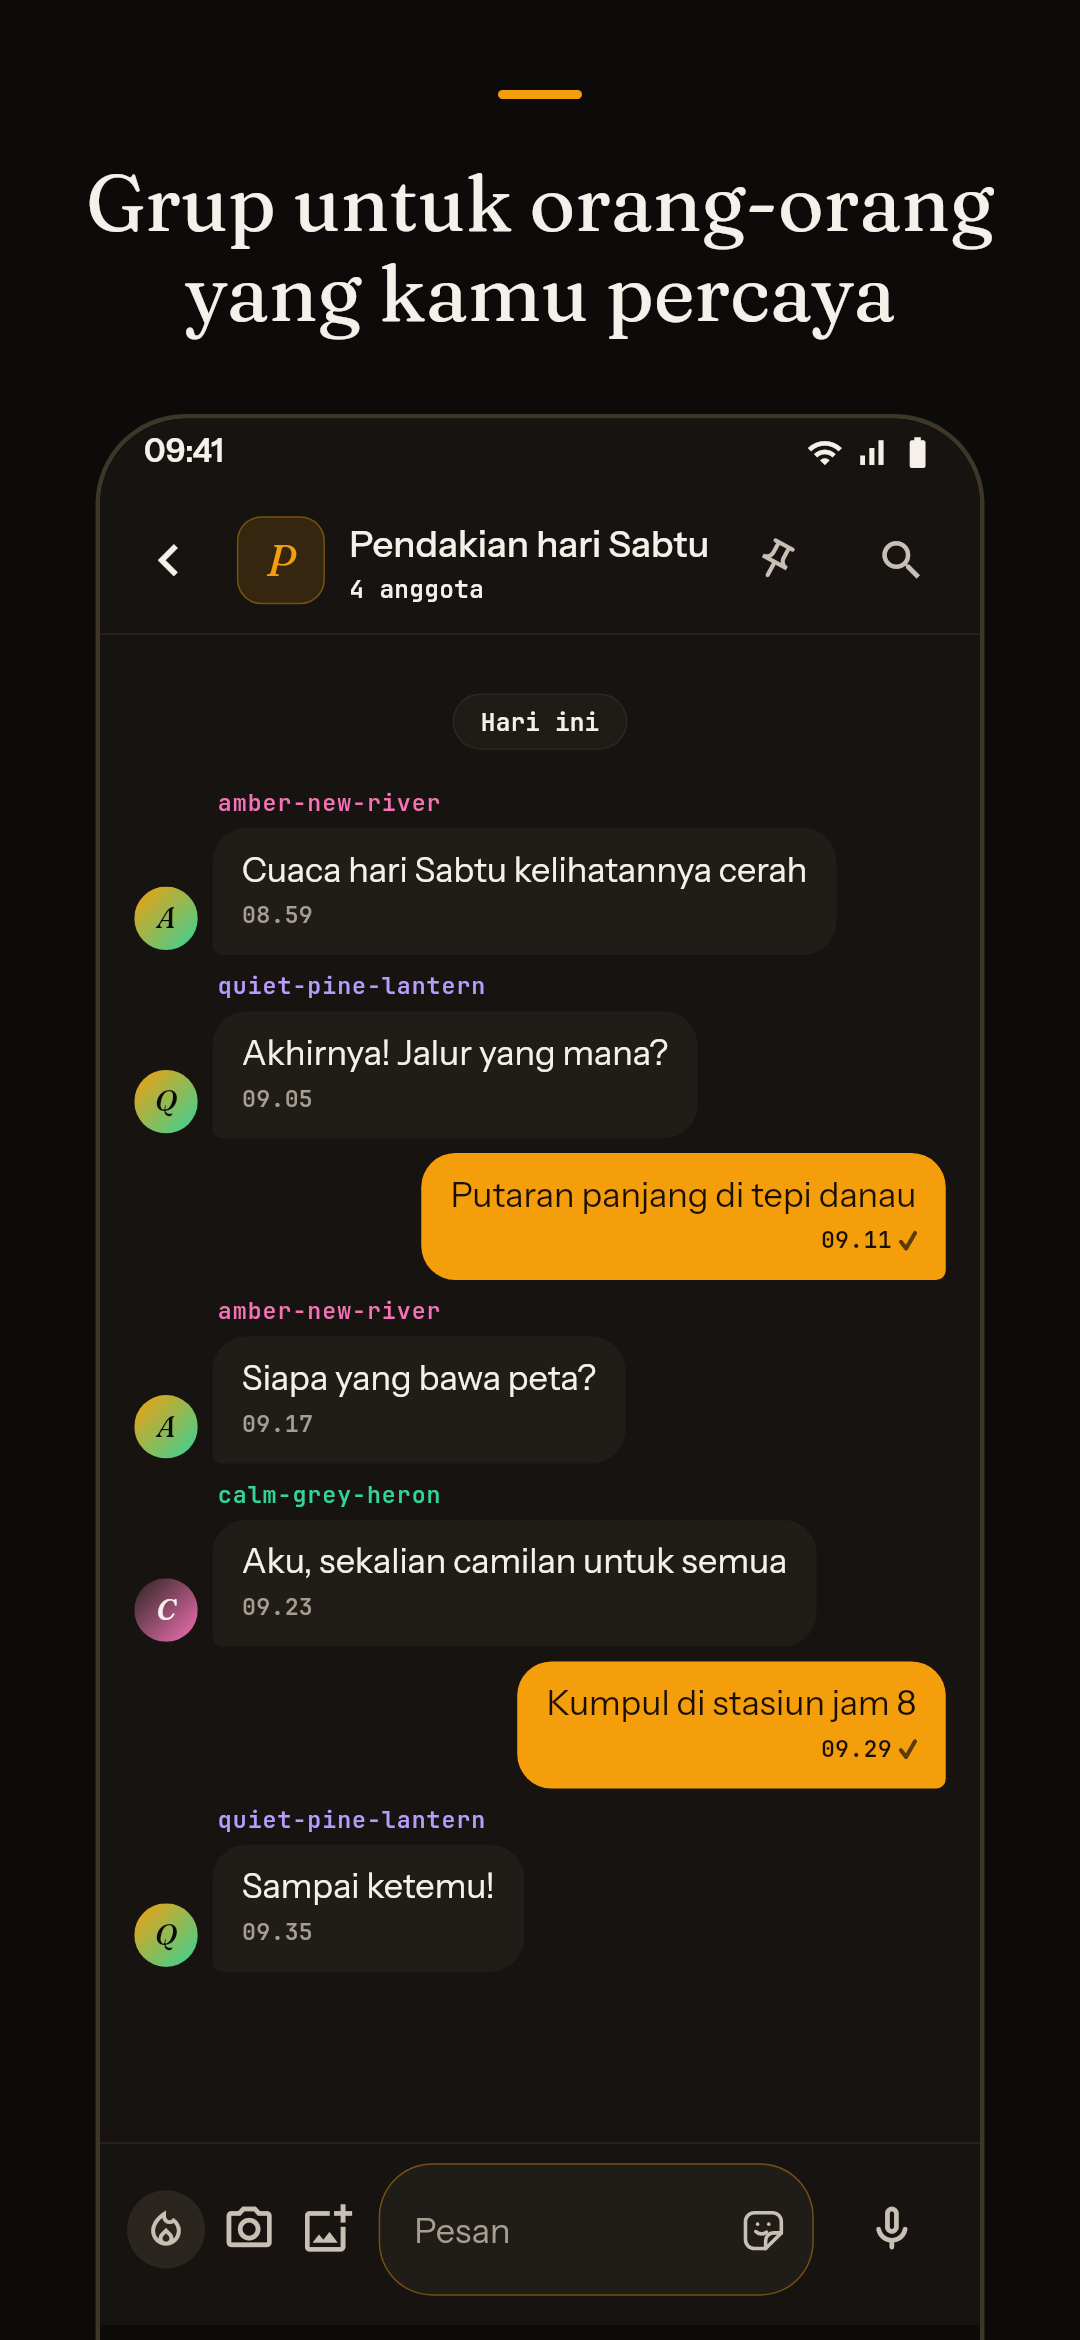 Grup untuk orang-orang
yang kamu percaya
09:41
P
Pendakian hari Sabtu
4 anggota
Hari ini
amber-new-river
Cuaca hari Sabtu kelihatannya cerah
A
08.59
quiet-pine-lantern
Akhirnya! Jalur yang mana?
Q
09.05
Putaran panjang di tepi danau
09.11
amber-new-river
Siapa yang bawa peta?
A
09.17
calm-grey-heron
Aku, sekalian camilan untuk semua
C
09.23
Kumpul di stasiun jam 8
09.29
quiet-pine-lantern
Sampai ketemu!
Q
09.35
Pesan